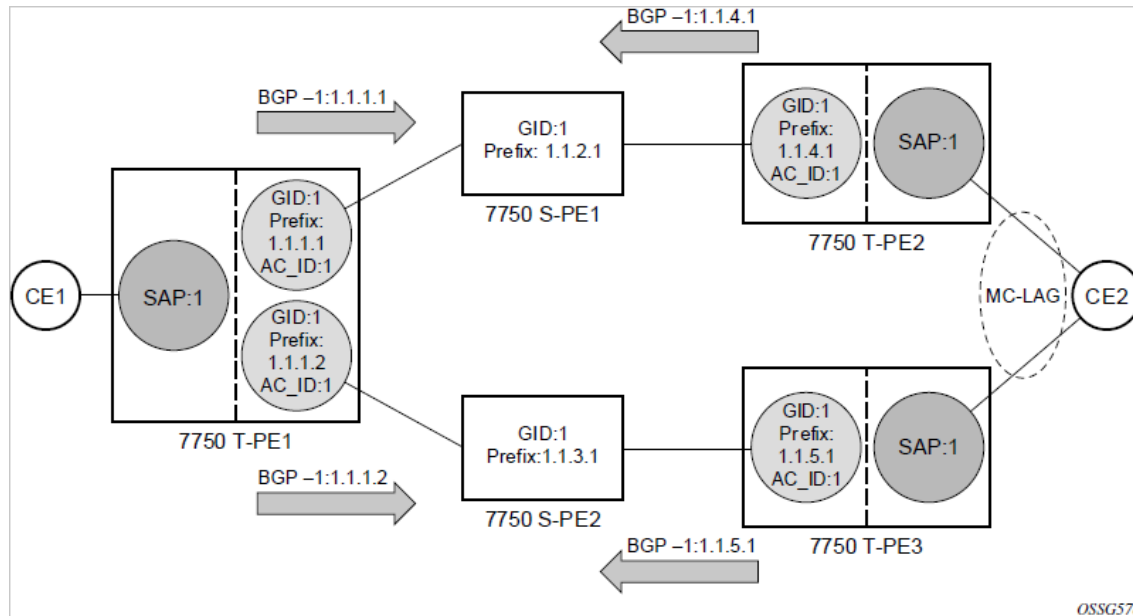 BGP –1:1.1.4.1
BGP –1:1.1.1.1
GID:1
Prefix: 1.1.2.1
7750 S-PE1
GID:1
Prefix:
1.1.4.1
AC_ID:1
SAP:1
7750 T-PE2
GID:1
Prefix:
1.1.1.1
AC_ID:1
CE1
SAP:1
GID:1
Prefix:
1.1.1.2
AC_ID:1
7750 T-PE1
MC-LAG
CE2
GID:1
Prefix:1.1.3.1
7750 S-PE2
GID:1
Prefix:
1.1.5.1
AC_ID:1
SAP:1
7750 T-PE3
BGP –1:1.1.1.2
BGP –1:1.1.5.1
OSSG57